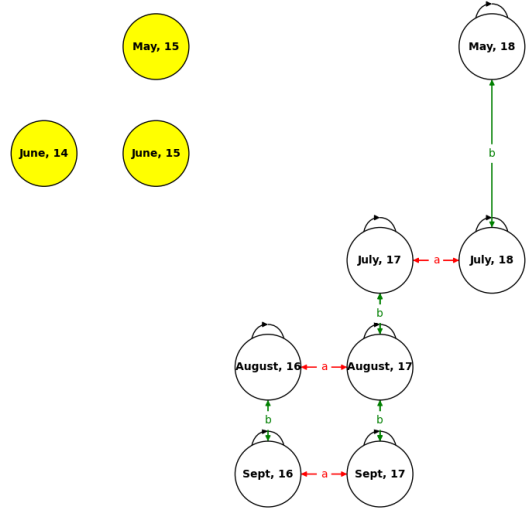 May, 15
May, 18
June, 14
June, 15
b
July, 17
a
July, 18
b
August, 16
a
August, 17
b
b
Sept, 16
a
Sept, 17